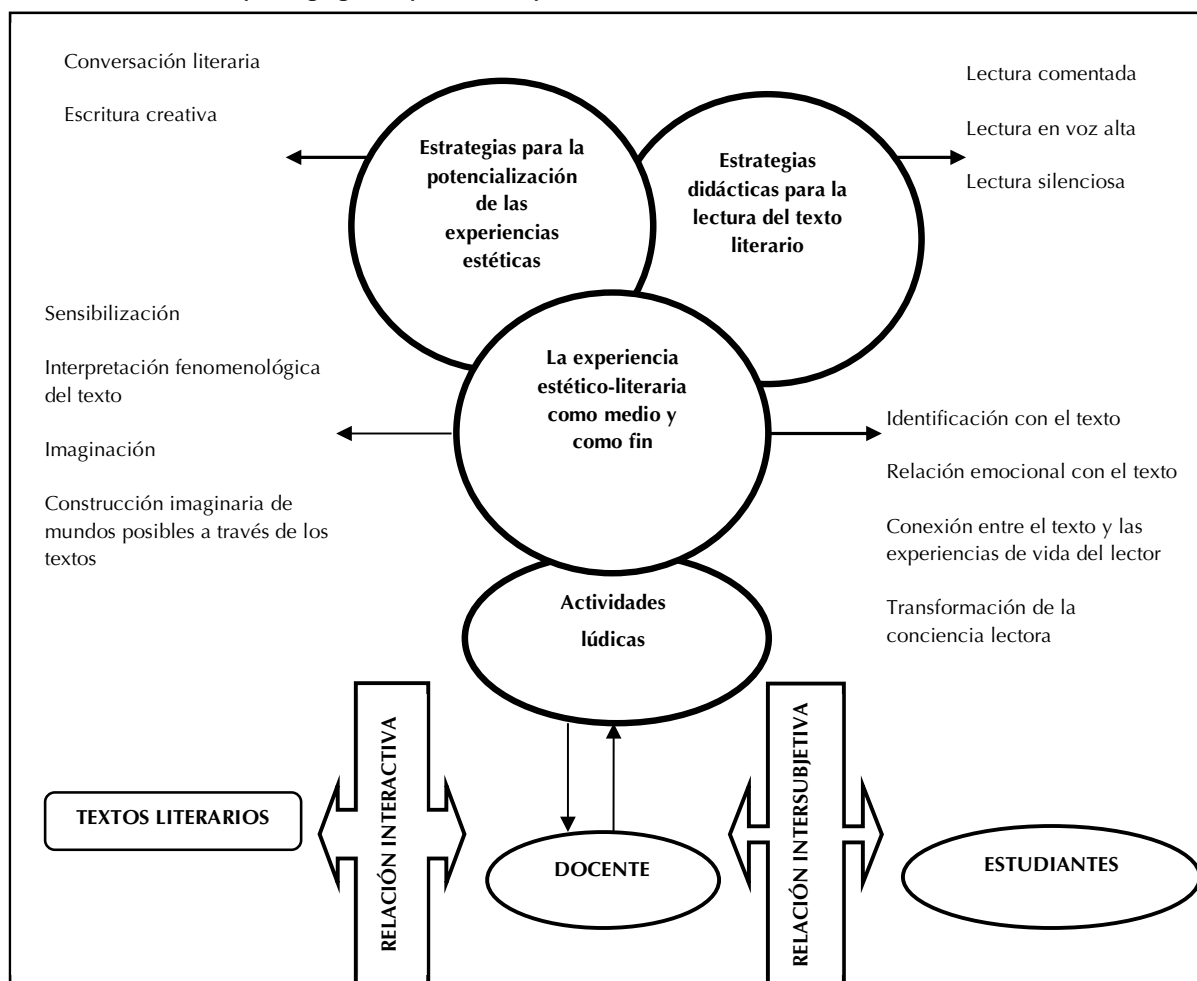 Conversación literaria
Escritura creativa
Estrategias para la
potencialización
de las
experiencias
estéticas
Estrategias
didácticas para la
lectura del texto
literario
Lectura comentada
Lectura en voz alta
Lectura silenciosa
Sensibilización
Interpretación fenomenológica
del texto
Imaginación
Construcción imaginaria de
mundos posibles a través de los
textos
La experiencia
estético-literaria
como medio y
como fin
Identificación con el texto
Relación emocional con el texto
Conexión entre el texto y las
experiencias de vida del lector
Transformación de la
conciencia lectora
Actividades
lúdicas
TEXTOS LITERARIOS
RELACIÓN INTERACTIVA
DOCENTE
RELACIÓN INTERSUBJETIVA
ESTUDIANTES